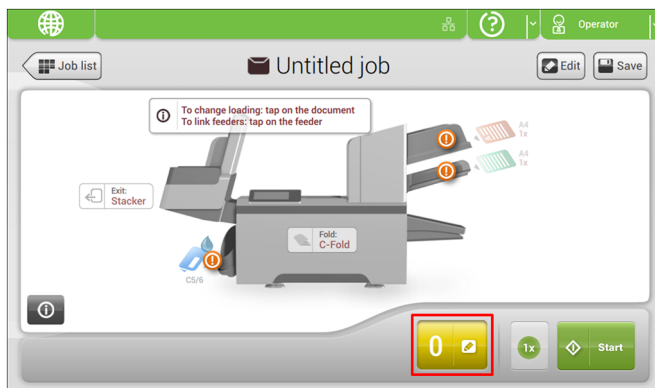 Operator
Job list
Untitled job
Edit
Save
To change loading: tap on the document
To link feeders: tap on the feeder
A4
1x
A4
1x
Exit:
Stacker
Fold:
C-Fold
C5/6
0
1x
Start